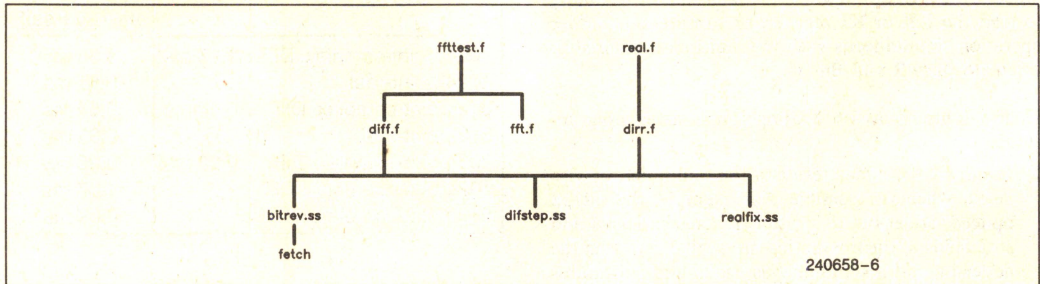 ffttest.f real.f
diff.f fft.f dirr.f
bitrev.ss difstep.ss realfix.ss
fetch
240658-6